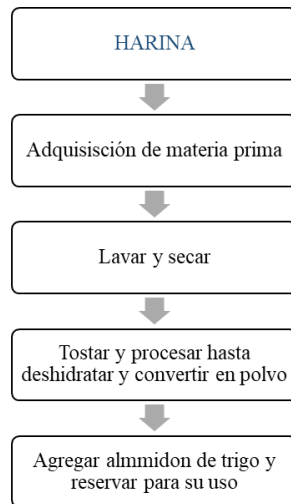 HARINA
Adquisisción de materia prima
Lavar y secar
Tostar y procesar hasta
deshidratar y convertir en polvo
Agregar almmidon de trigo y
reservar para su uso